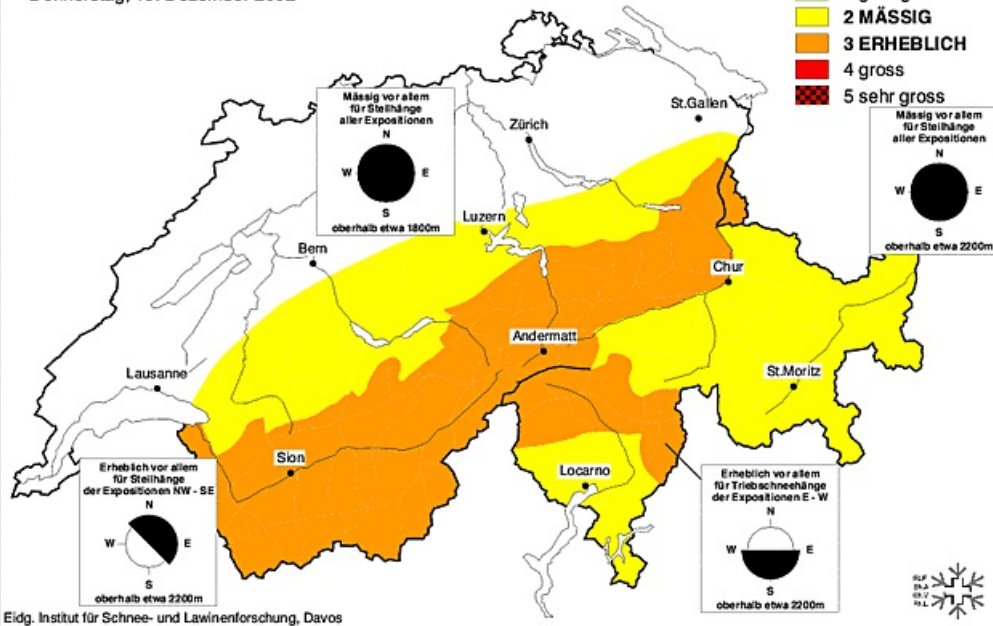 2 MÄSSIG
3 ERHEBLICH
4 gross
5 sehr gross
St.Gallen
Zürich
Mässig vor allem
für Steilhänge
aller Expositionen
N
W E
S
oberhalb etwa 1800m
Mässig vor allem
für Steilhänge
aller Expositionen
N
W E
S
oberhalb etwa 2200m
Luzern
Bern
Chur
Andermatt
Lausanne
St.Moritz
Sion
Locarno
Erheblich vor allem
für Steilhänge
der Expositionen NW - SE
N
W E
S
oberhalb etwa 2200m
Erheblich vor allem
für Triebschneehänge
der Expositionen E - W
N
W E
S
oberhalb etwa 2200m
Eidg. Institut für Schnee- und Lawinenforschung, Davos